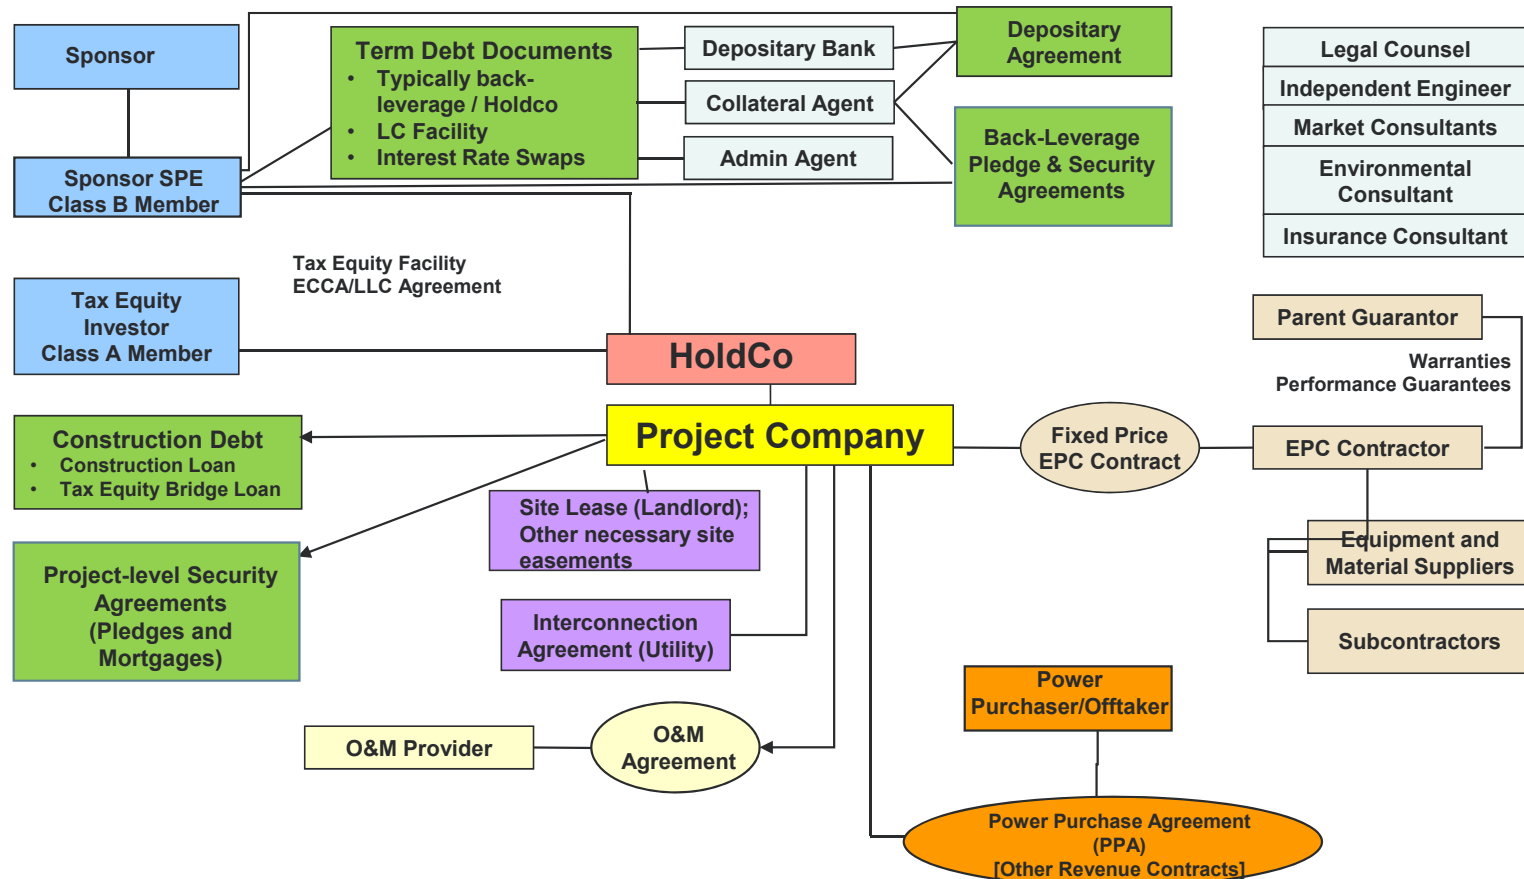 Sponsor
Term Debt Documents
• Typically back-
leverage / Holdco
• LC Facility
• Interest Rate Swaps
Depositary Bank
Collateral Agent
Admin Agent
Depositary
Agreement
Back-Leverage
Pledge & Security
Agreements
Legal Counsel
Independent Engineer
Market Consultants
Environmental
Consultant
Insurance Consultant
Sponsor SPE
Class B Member
Tax Equity Facility
ECCA/LLC Agreement
Tax Equity
Investor
Class A Member
HoldCo
Project Company
Parent Guarantor
Warranties
Performance Guarantees
Fixed Price
EPC Contract
EPC Contractor
Construction Debt
• Construction Loan
• Tax Equity Bridge Loan
Site Lease (Landlord);
Other necessary site
easements
Equipment and
Material Suppliers
Project-level Security
Agreements
(Pledges and
Mortgages)
Interconnection
Agreement (Utility)
Subcontractors
Power
Purchaser/Offtaker
O&M Provider
O&M
Agreement
Power Purchase Agreement
(PPA)
[Other Revenue Contracts]